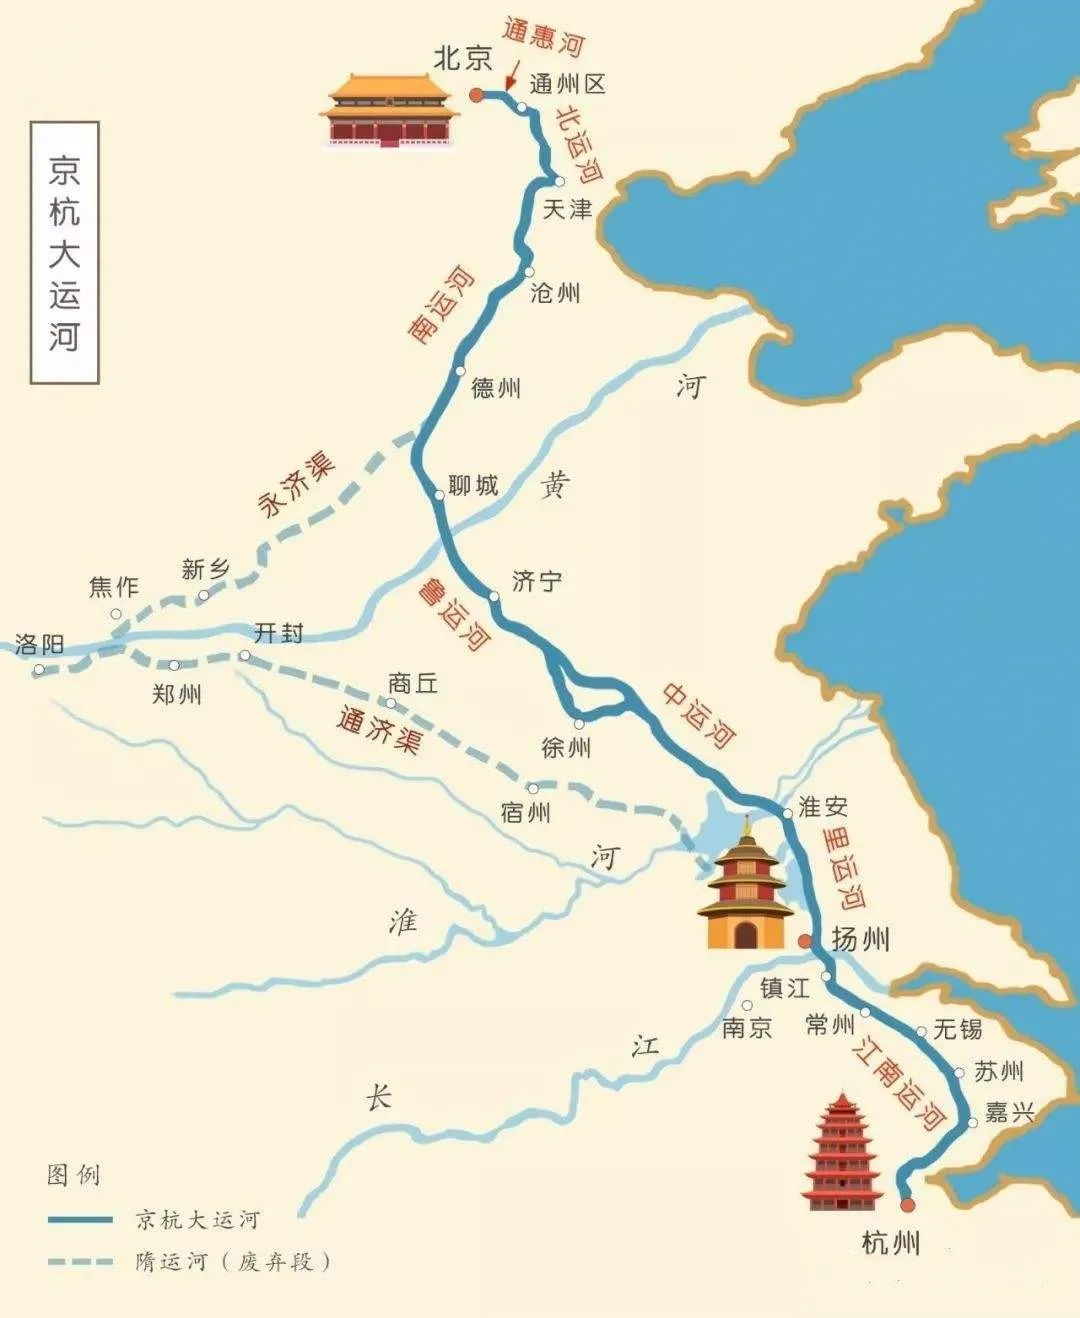 京杭大运河
通惠河
北京
通州区
北运河
天津
沧州
南运河
德州
河
黄
聊城
永济渠
新乡
焦作
济宁
鲁运河
洛阳
开封
郑州
商丘
通济渠
中运河
徐州
宿州
淮安
里运河
河
淮
扬州
镇江
南京
常州
无锡
江
江南运河
苏州
长
嘉兴
杭州
图例
京杭大运河
隋运河（废弃段）